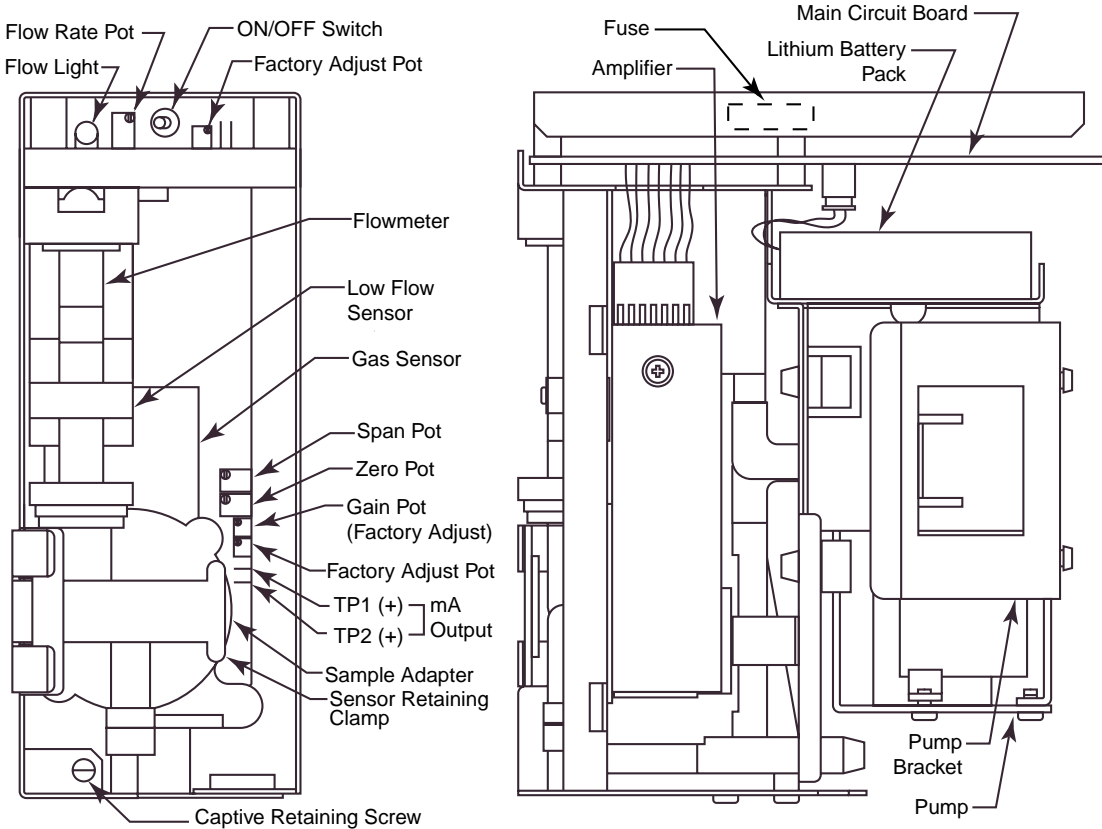 Flow Rate Pot
Flow Light
ON/OFF Switch
Factory Adjust Pot
Flowmeter
Low Flow
Sensor
Gas Sensor
Span Pot
Zero Pot
Gain Pot
(Factory Adjust)
Factory Adjust Pot
TP1 (+)
TP2 (+)
mA
Output
Sample Adapter
Sensor Retaining
Clamp
Captive Retaining Screw
Fuse
Amplifier
Main Circuit Board
Lithium Battery
Pack
Pump
Bracket
Pump